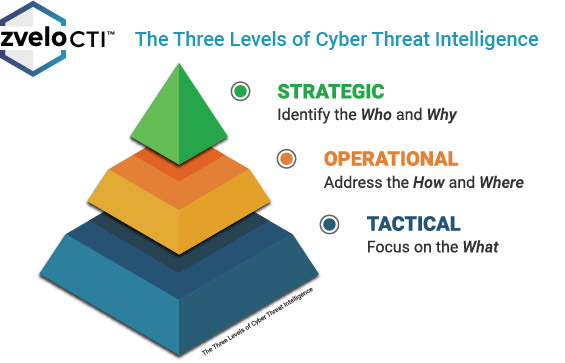 zvelo CTI™
The Three Levels of Cyber Threat Intelligence
STRATEGIC
Identify the Who and Why
OPERATIONAL
Address the How and Where
TACTICAL
Focus on the What
The Three Levels of Cyber Threat Intelligence